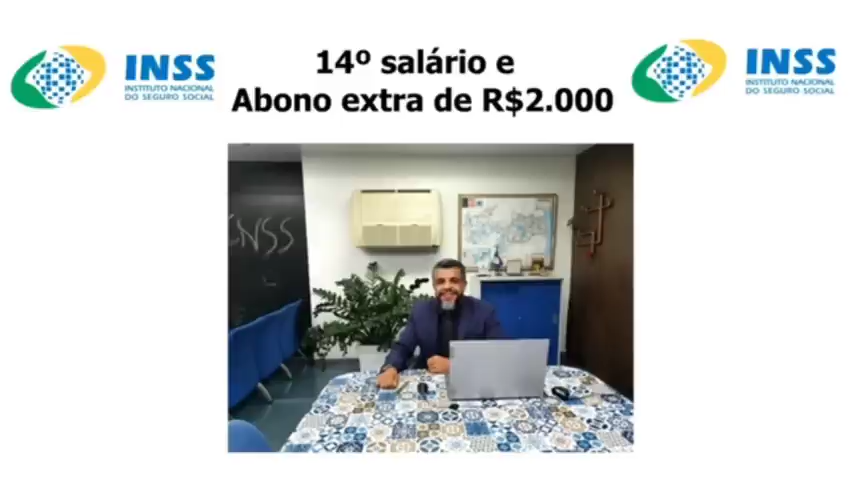 INSS
INSTITUTO NACIONAL
DO SEGURO SOCIAL
14º salário e
Abono extra de R$2.000
INSS
INSTITUTO NACIONAL
DO SEGURO SOCIAL
INSS